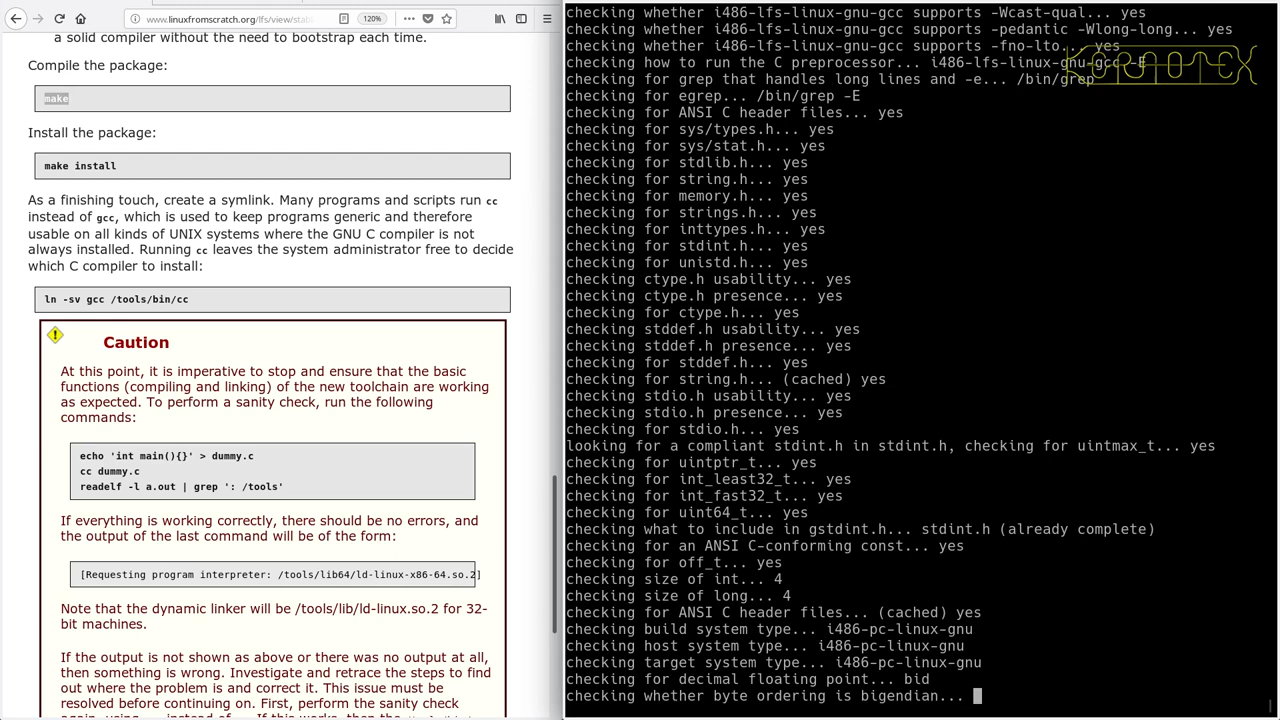 www.linuxfromscratch.org/lfs/view/stab
120%
a solid compiler without the need to bootstrap each time.
Compile the package:
make
Install the package:
make install
As a finishing touch, create a symlink. Many programs and scripts run cc
instead of gcc, which is used to keep programs generic and therefore
usable on all kinds of UNIX systems where the GNU C compiler is not
always installed. Running cc leaves the system administrator free to decide
which C compiler to install:
ln -sv gcc /tools/bin/cc
Caution
At this point, it is imperative to stop and ensure that the basic
functions (compiling and linking) of the new toolchain are working
as expected. To perform a sanity check, run the following
commands:
echo 'int main(){}' > dummy.c
cc dummy.c
readelf -l a.out | grep ': /tools'
If everything is working correctly, there should be no errors, and
the output of the last command will be of the form:
[Requesting program interpreter: /tools/lib64/ld-linux-x86-64.so.2]
Note that the dynamic linker will be /tools/lib/ld-linux.so.2 for 32-
bit machines.
If the output is not shown as above or there was no output at all,
then something is wrong. Investigate and retrace the steps to find
out where the problem is and correct it. This issue must be
resolved before continuing on. First, perform the sanity check
checking whether i486-lfs-linux-gnu-gcc supports -Wcast-qual... yes
checking whether i486-lfs-linux-gnu-gcc supports -pedantic -Wlong-long... yes
checking whether i486-lfs-linux-gnu-gcc supports -fno-lto... yes
checking how to run the C preprocessor... i486-lfs-linux-gnu-gcc -E
checking for grep that handles long lines and -e... /bin/grep
checking for egrep... /bin/grep -E
checking for ANSI C header files... yes
checking for sys/types.h... yes
checking for sys/stat.h... yes
checking for stdlib.h... yes
checking for string.h... yes
checking for memory.h... yes
checking for strings.h... yes
checking for inttypes.h... yes
checking for stdint.h... yes
checking for unistd.h... yes
checking ctype.h usability... yes
checking ctype.h presence... yes
checking for ctype.h... yes
checking stddef.h usability... yes
checking stddef.h presence... yes
checking for stddef.h... yes
checking for string.h... (cached) yes
checking stdio.h usability... yes
checking stdio.h presence... yes
checking for stdio.h... yes
looking for a compliant stdint.h in stdint.h, checking for uintmax_t... yes
checking for uintptr_t... yes
checking for int_least32_t... yes
checking for int_fast32_t... yes
checking for uint64_t... yes
checking what to include in gstdint.h... stdint.h (already complete)
checking for an ANSI C-conforming const... yes
checking for off_t... yes
checking size of int... 4
checking size of long... 4
checking for ANSI C header files... (cached) yes
checking build system type... i486-pc-linux-gnu
checking host system type... i486-pc-linux-gnu
checking target system type... i486-pc-linux-gnu
checking for decimal floating point... bid
checking whether byte ordering is bigendian...